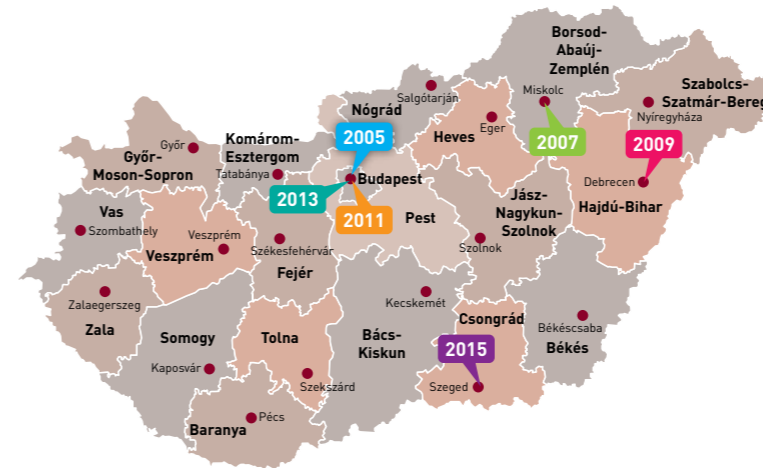 Borsod-
Abaúj-
Zemplén
Miskolc
2007
Szabolcs-
Szatmár-Bereg
Nyíregyháza
Nógrád
Salgótarján
Heves
Eger
2005
2009
Debrecen
Hajdú-Bihar
Győr
Győr-
Moson-Sopron
Komárom-
Esztergom
Tatabánya
Budapest
2013
2011
Pest
Jász-
Nagykun-
Szolnok
Szolnok
Vas
Szombathely
Veszprém
Veszprém
Székesfehérvár
Fejér
Zalaegerszeg
Zala
Somogy
Kaposvár
Tolna
Szekszárd
Kecskemét
Bács-
Kiskun
Csongrád
2015
Szeged
Békéscsaba
Békés
Baranya
Pécs